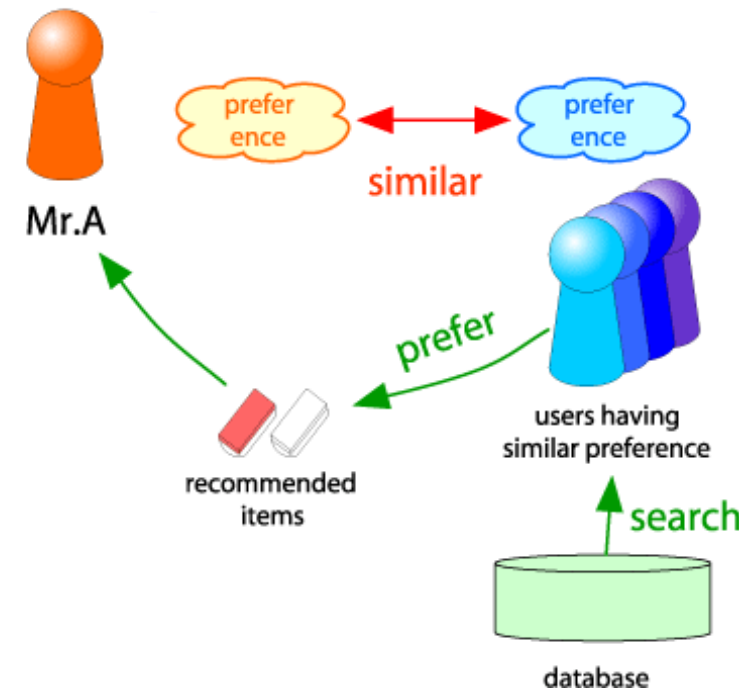 prefer
ence
prefer
ence
similar
Mr.A
prefer
users having
similar preference
recommended
items
search
database